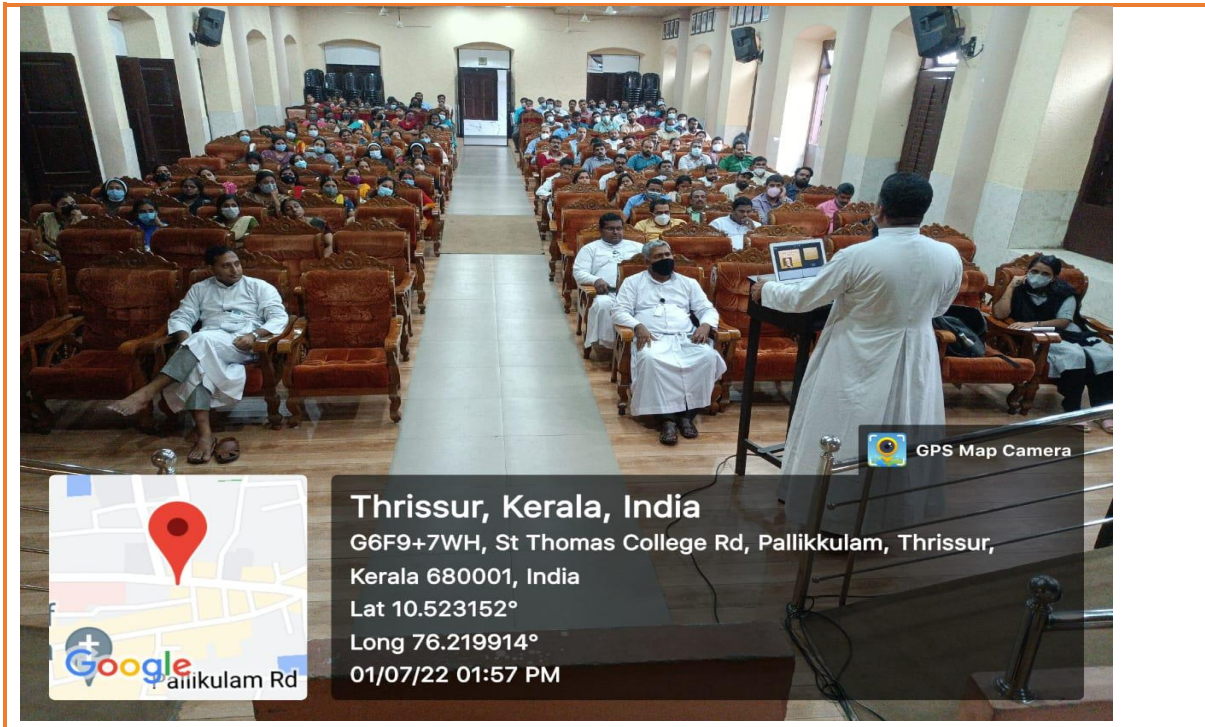 GPS Map Camera
Thrissur, Kerala, India
G6F9+7WH, St Thomas College Rd, Pallikkulam, Thrissur,
Kerala 680001, India
Lat 10.523152°
Long 76.219914°
01/07/22 01:57 PM
Google
Pallikulam Rd